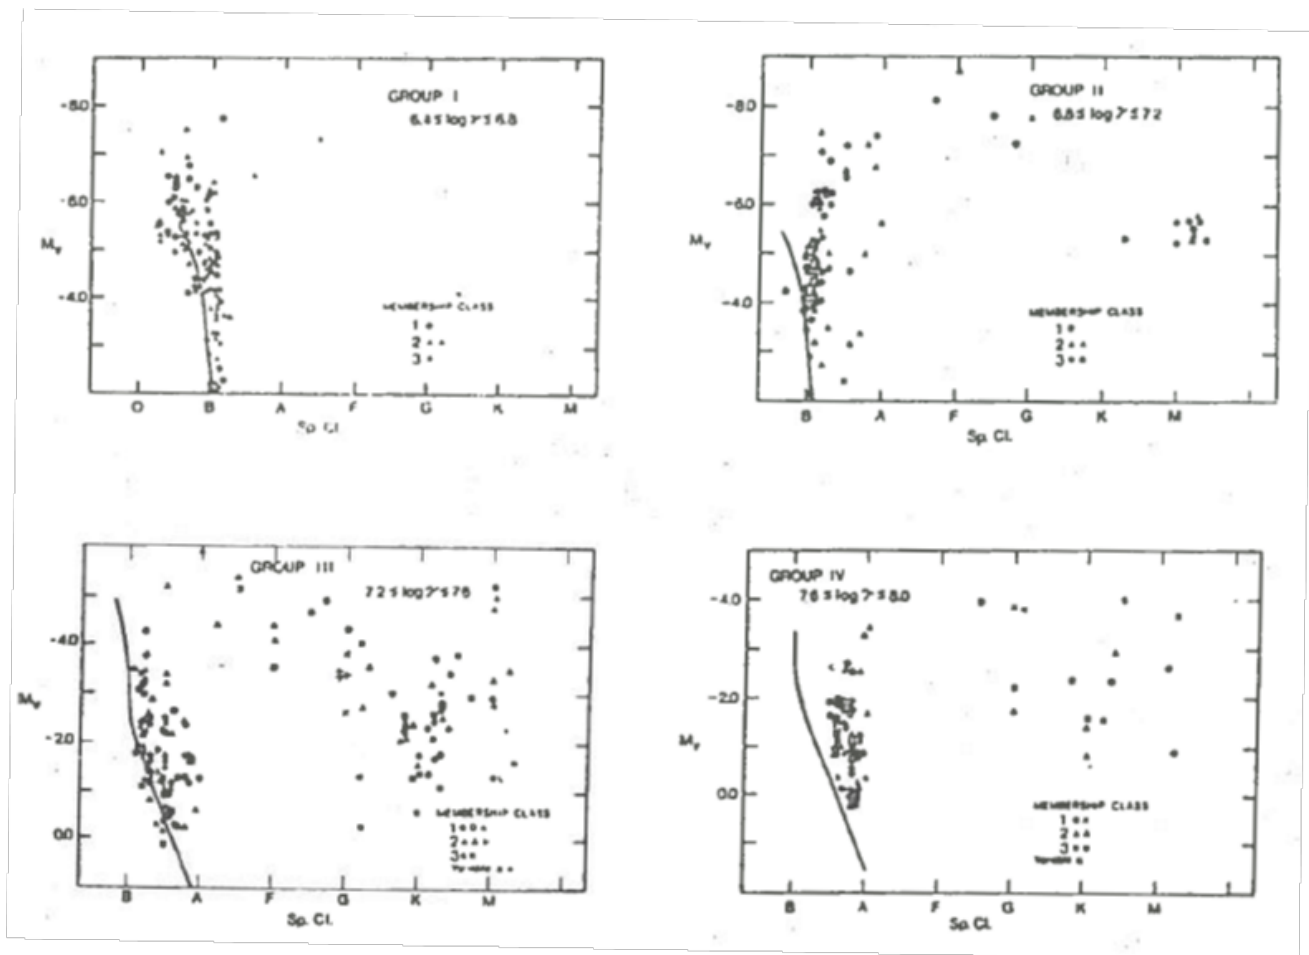 GROUP I
6.4 ≤ log τ ≤ 6.8
-8.0
-6.0
Mv
-4.0
MEMBERSHIP CLASS
1
2
3
O B A F G K M
Sp. Cl.
GROUP II
6.8 ≤ log τ ≤ 7.2
-8.0
-6.0
Mv
-4.0
MEMBERSHIP CLASS
1
2
3
B A F G K M
Sp. Cl.
GROUP III
7.2 ≤ log τ ≤ 7.6
-4.0
Mv
-2.0
0.0
MEMBERSHIP CLASS
1
2
3
Variable
B A F G K M
Sp. Cl.
GROUP IV
7.6 ≤ log τ ≤ 8.0
-4.0
-2.0
Mv
0.0
MEMBERSHIP CLASS
1
2
3
Variable
B A F G K M
Sp. Cl.